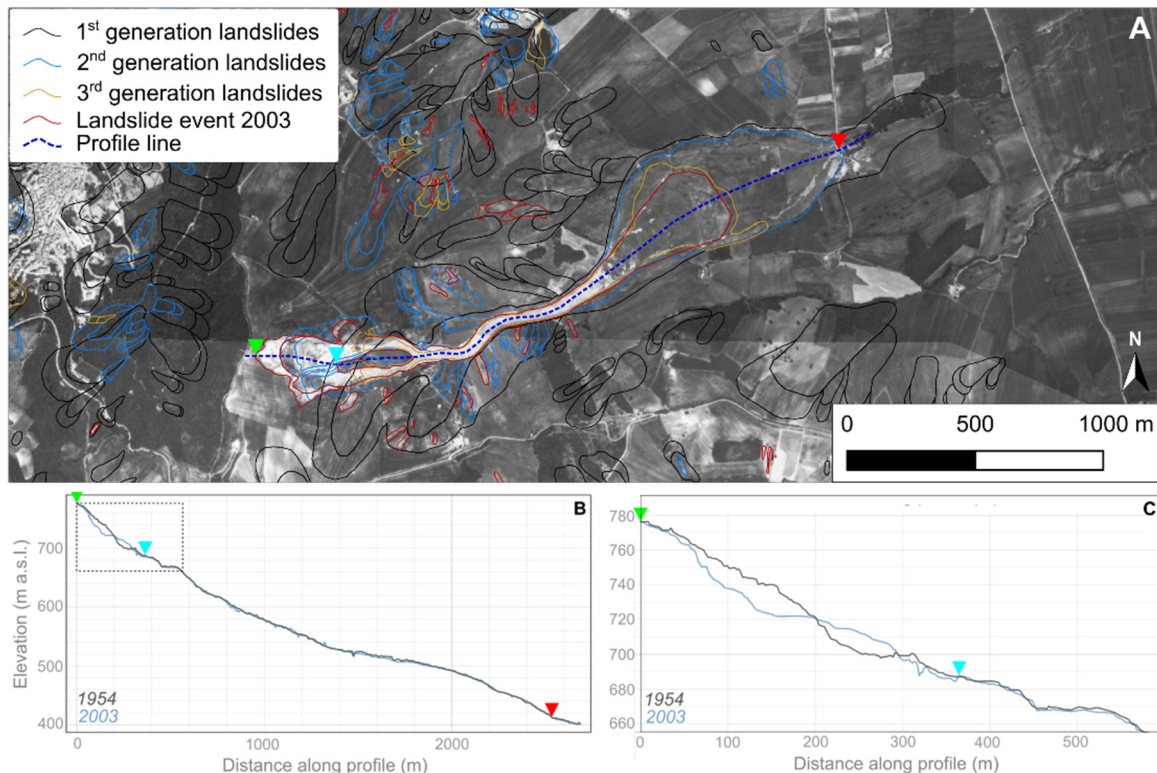 1st generation landslides
2nd generation landslides
3rd generation landslides
Landslide event 2003
Profile line
A
N
0 500 1000 m
B
700
600
500
400
Elevation (m a.s.l.)
1954
2003
0 1000 2000
Distance along profile (m)
C
780
760
740
720
700
680
660
1954
2003
0 100 200 300 400 500
Distance along profile (m)